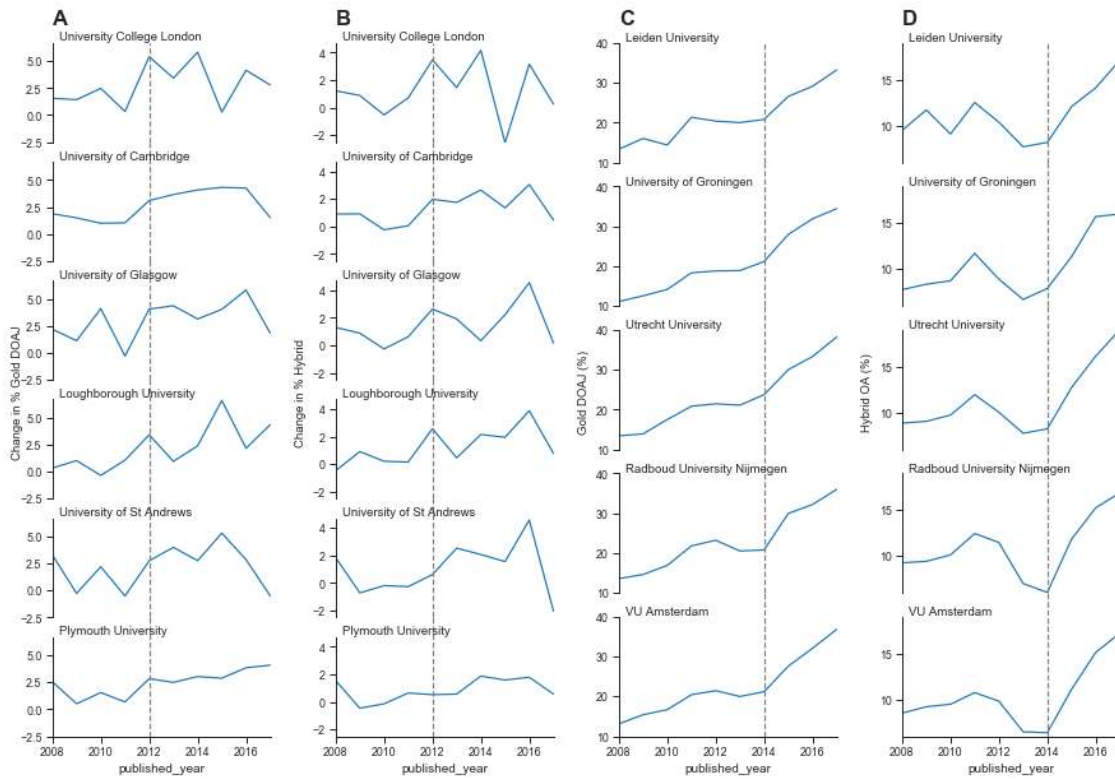 A
University College London
5.0
2.5
0.0
−2.5
University of Cambridge
5.0
2.5
0.0
−2.5
University of Glasgow
5.0
2.5
0.0
−2.5
Loughborough University
5.0
2.5
0.0
−2.5
University of St Andrews
5.0
2.5
0.0
−2.5
Plymouth University
5.0
2.5
0.0
−2.5
Change in % Gold DOAJ
2008 2010 2012 2014 2016
published_year
B
University College London
4
2
0
−2
University of Cambridge
4
2
0
−2
University of Glasgow
4
2
0
−2
Loughborough University
4
2
0
−2
University of St Andrews
4
2
0
−2
Plymouth University
4
2
0
−2
Change in % Hybrid
2008 2010 2012 2014 2016
published_year
C
Leiden University
40
30
20
10
University of Groningen
40
30
20
10
Utrecht University
40
30
20
10
Radboud University Nijmegen
40
30
20
10
VU Amsterdam
40
30
20
10
Gold DOAJ (%)
2008 2010 2012 2014 2016
published_year
D
Leiden University
15
10
University of Groningen
15
10
Utrecht University
15
10
Radboud University Nijmegen
15
10
VU Amsterdam
15
10
Hybrid OA (%)
2008 2010 2012 2014 2016
published_year